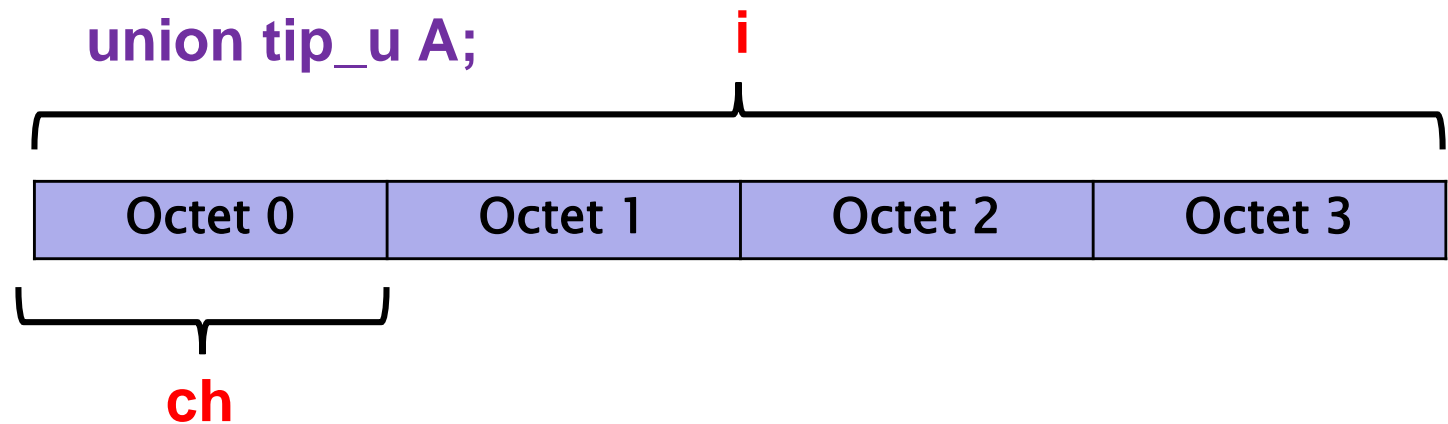 union tip_u A;
i
Octet 0
Octet 1
Octet 2
Octet 3
ch